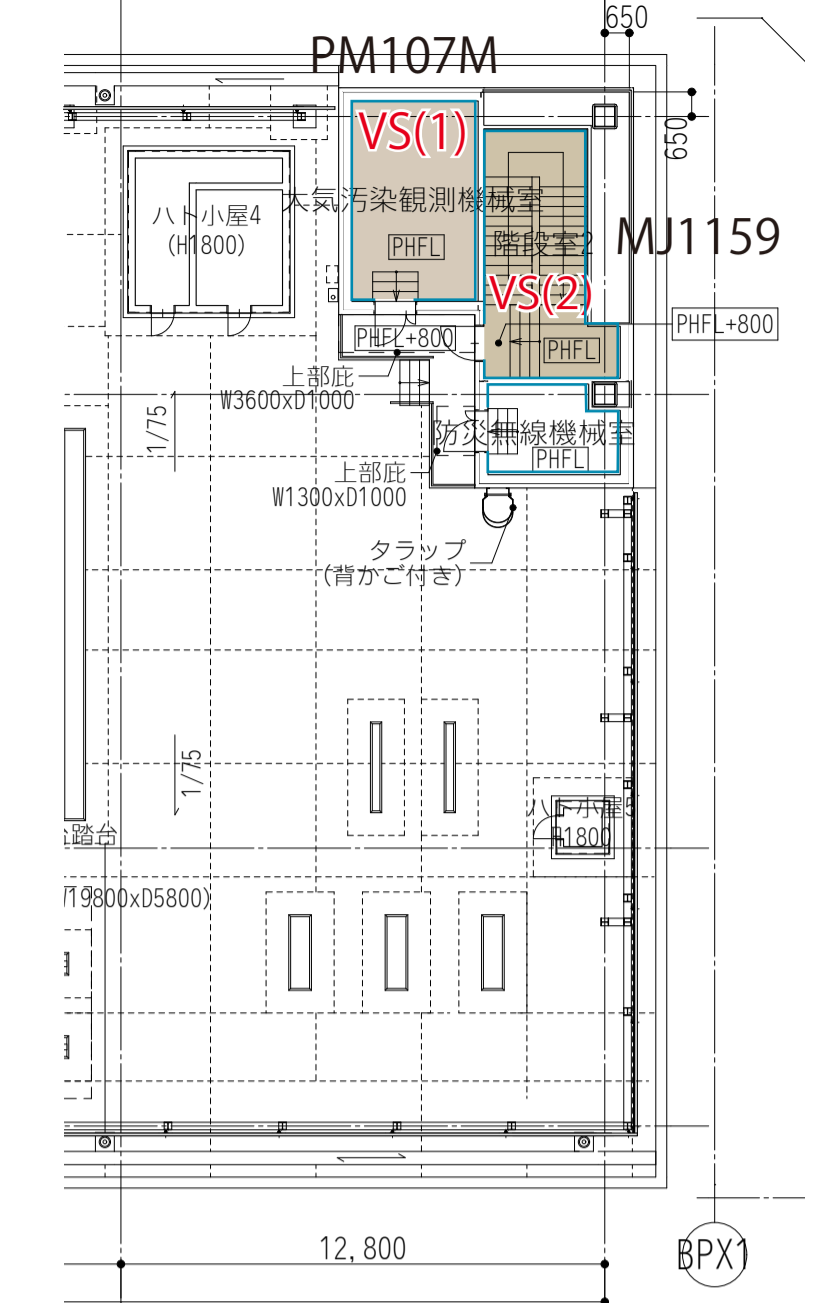 650
PM107M
VS(1)
650
大気汚染観測機械室
ハト小屋4
(H1800)
PHFL
階段室2
MJ1159
VS(2)
PHFL+800
PHFL+800
PHFL
上部庇
W3600xD1000
1/75
防災無線機械室
PHFL
上部庇
W1300xD1000
タラップ
(背かご付き)
1/75
ハト小屋5
H1800
踏台
19800xD5800)
12,800
BPX1